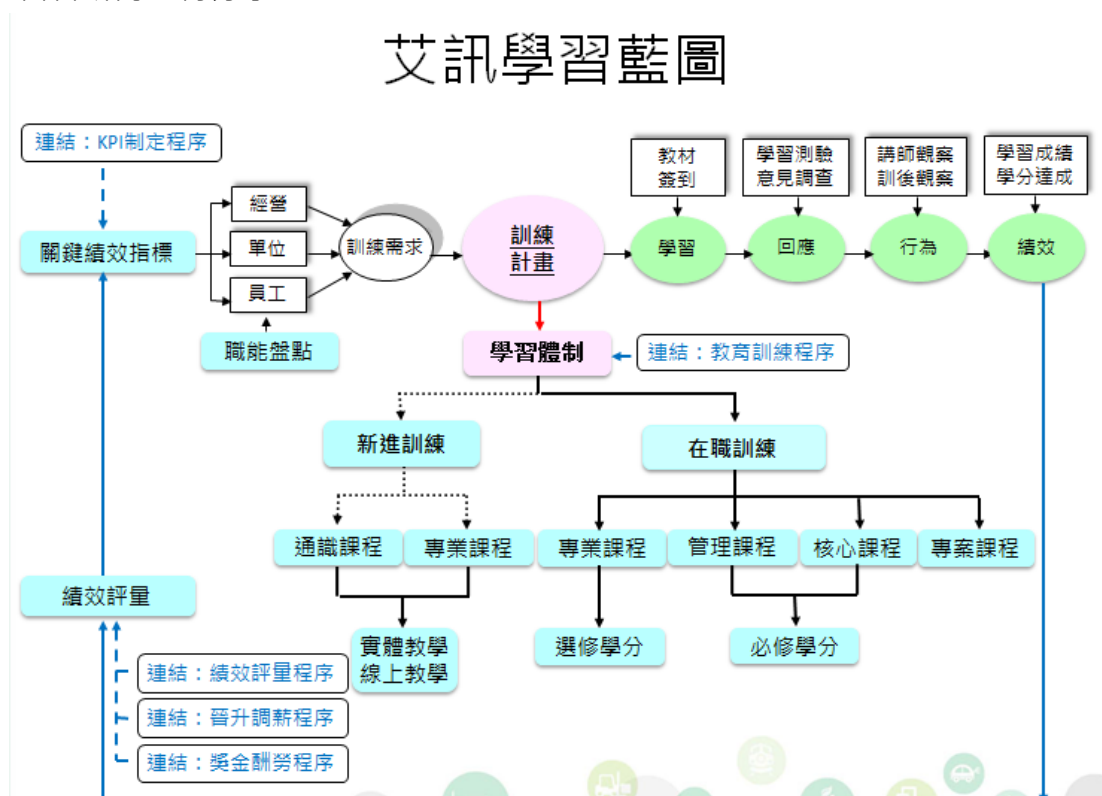 艾訊學習藍圖
連結：KPI制定程序
教材
簽到
學習測驗
意見調查
講師觀察
訓後觀察
學習成績
學分達成
關鍵績效指標
經營
單位
員工
訓練需求
訓練
計畫
學習
回應
行為
績效
職能盤點
學習體制
連結：教育訓練程序
新進訓練
在職訓練
通識課程
專業課程
專業課程
管理課程
核心課程
專案課程
績效評量
實體教學
線上教學
選修學分
必修學分
連結：績效評量程序
連結：晉升調薪程序
連結：獎金酬勞程序